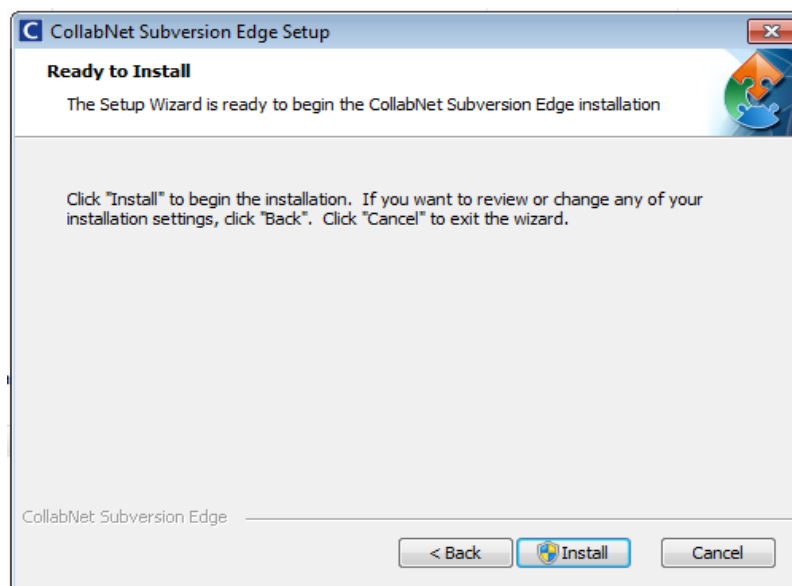 CollabNet Subversion Edge Setup
Ready to Install
The Setup Wizard is ready to begin the CollabNet Subversion Edge installation
Click "Install" to begin the installation.  If you want to review or change any of your
installation settings, click "Back".  Click "Cancel" to exit the wizard.
CollabNet Subversion Edge
< Back
Install
Cancel